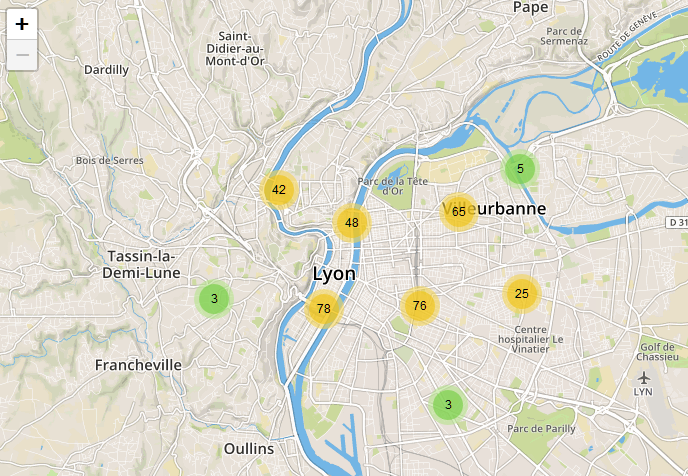 +
−
Pape
Saint-
Didier-au-
Mont-d'Or
Parc de
Sermenaz
ROUTE DE GENÈVE
Dardilly
Bois de Serres
5
42
Parc de la Tête
d'Or
48
65
Villeurbanne
D 31
Tassin-la-
Demi-Lune
Lyon
3
78
76
25
Centre
hospitalier Le
Vinatier
Francheville
Golf de
Chassieu
LYN
3
Parc de Parilly
Oullins